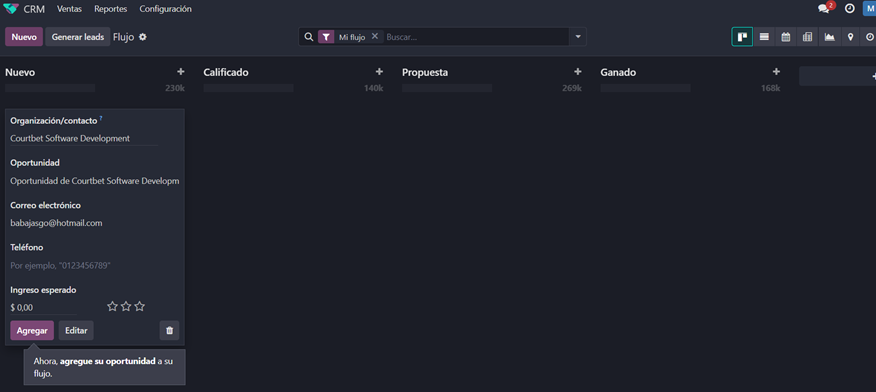 CRM Ventas Reportes Configuración 2 M
Nuevo Generar leads Flujo Mi flujo Buscar...
Nuevo Calificado Propuesta Ganado
230k 140k 269k 168k
Organización/contacto ?
Courtbet Software Development
Oportunidad
Oportunidad de Courtbet Software Developm
Correo electrónico
babajasgo@hotmail.com
Teléfono
Por ejemplo, "0123456789"
Ingreso esperado
$ 0,00
Agregar Editar
Ahora, agregue su oportunidad a su
flujo.